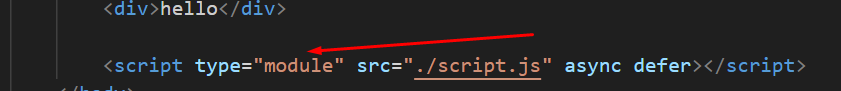 <div>hello</div>
<script type="module" src="./script.js" async defer></script>
</body>